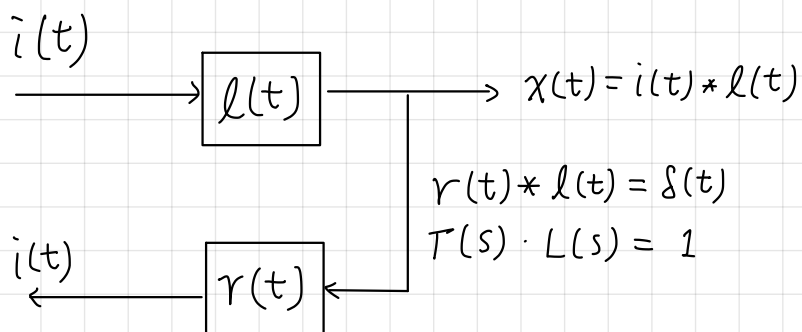 i(t)
l(t)
x(t) = i(t) * l(t)
r(t) * l(t) = δ(t)
T(s) · L(s) = 1
i(t)
r(t)